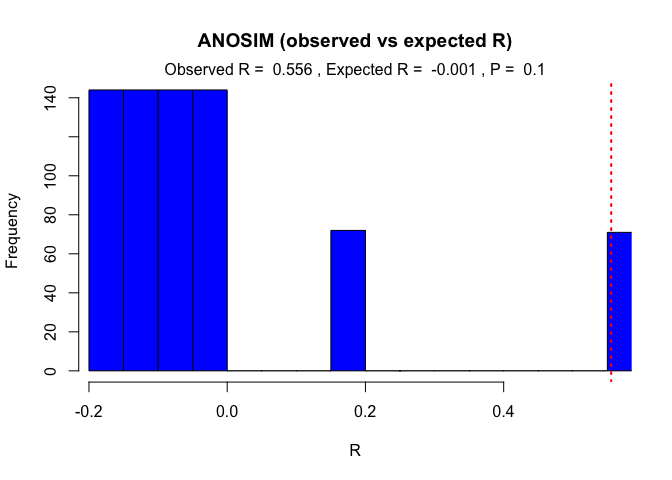 ANOSIM (observed vs expected R)
Observed R =  0.556 , Expected R =  -0.001 , P =  0.1
Frequency
140
80
60
40
20
0
-0.2
0.0
0.2
0.4
R